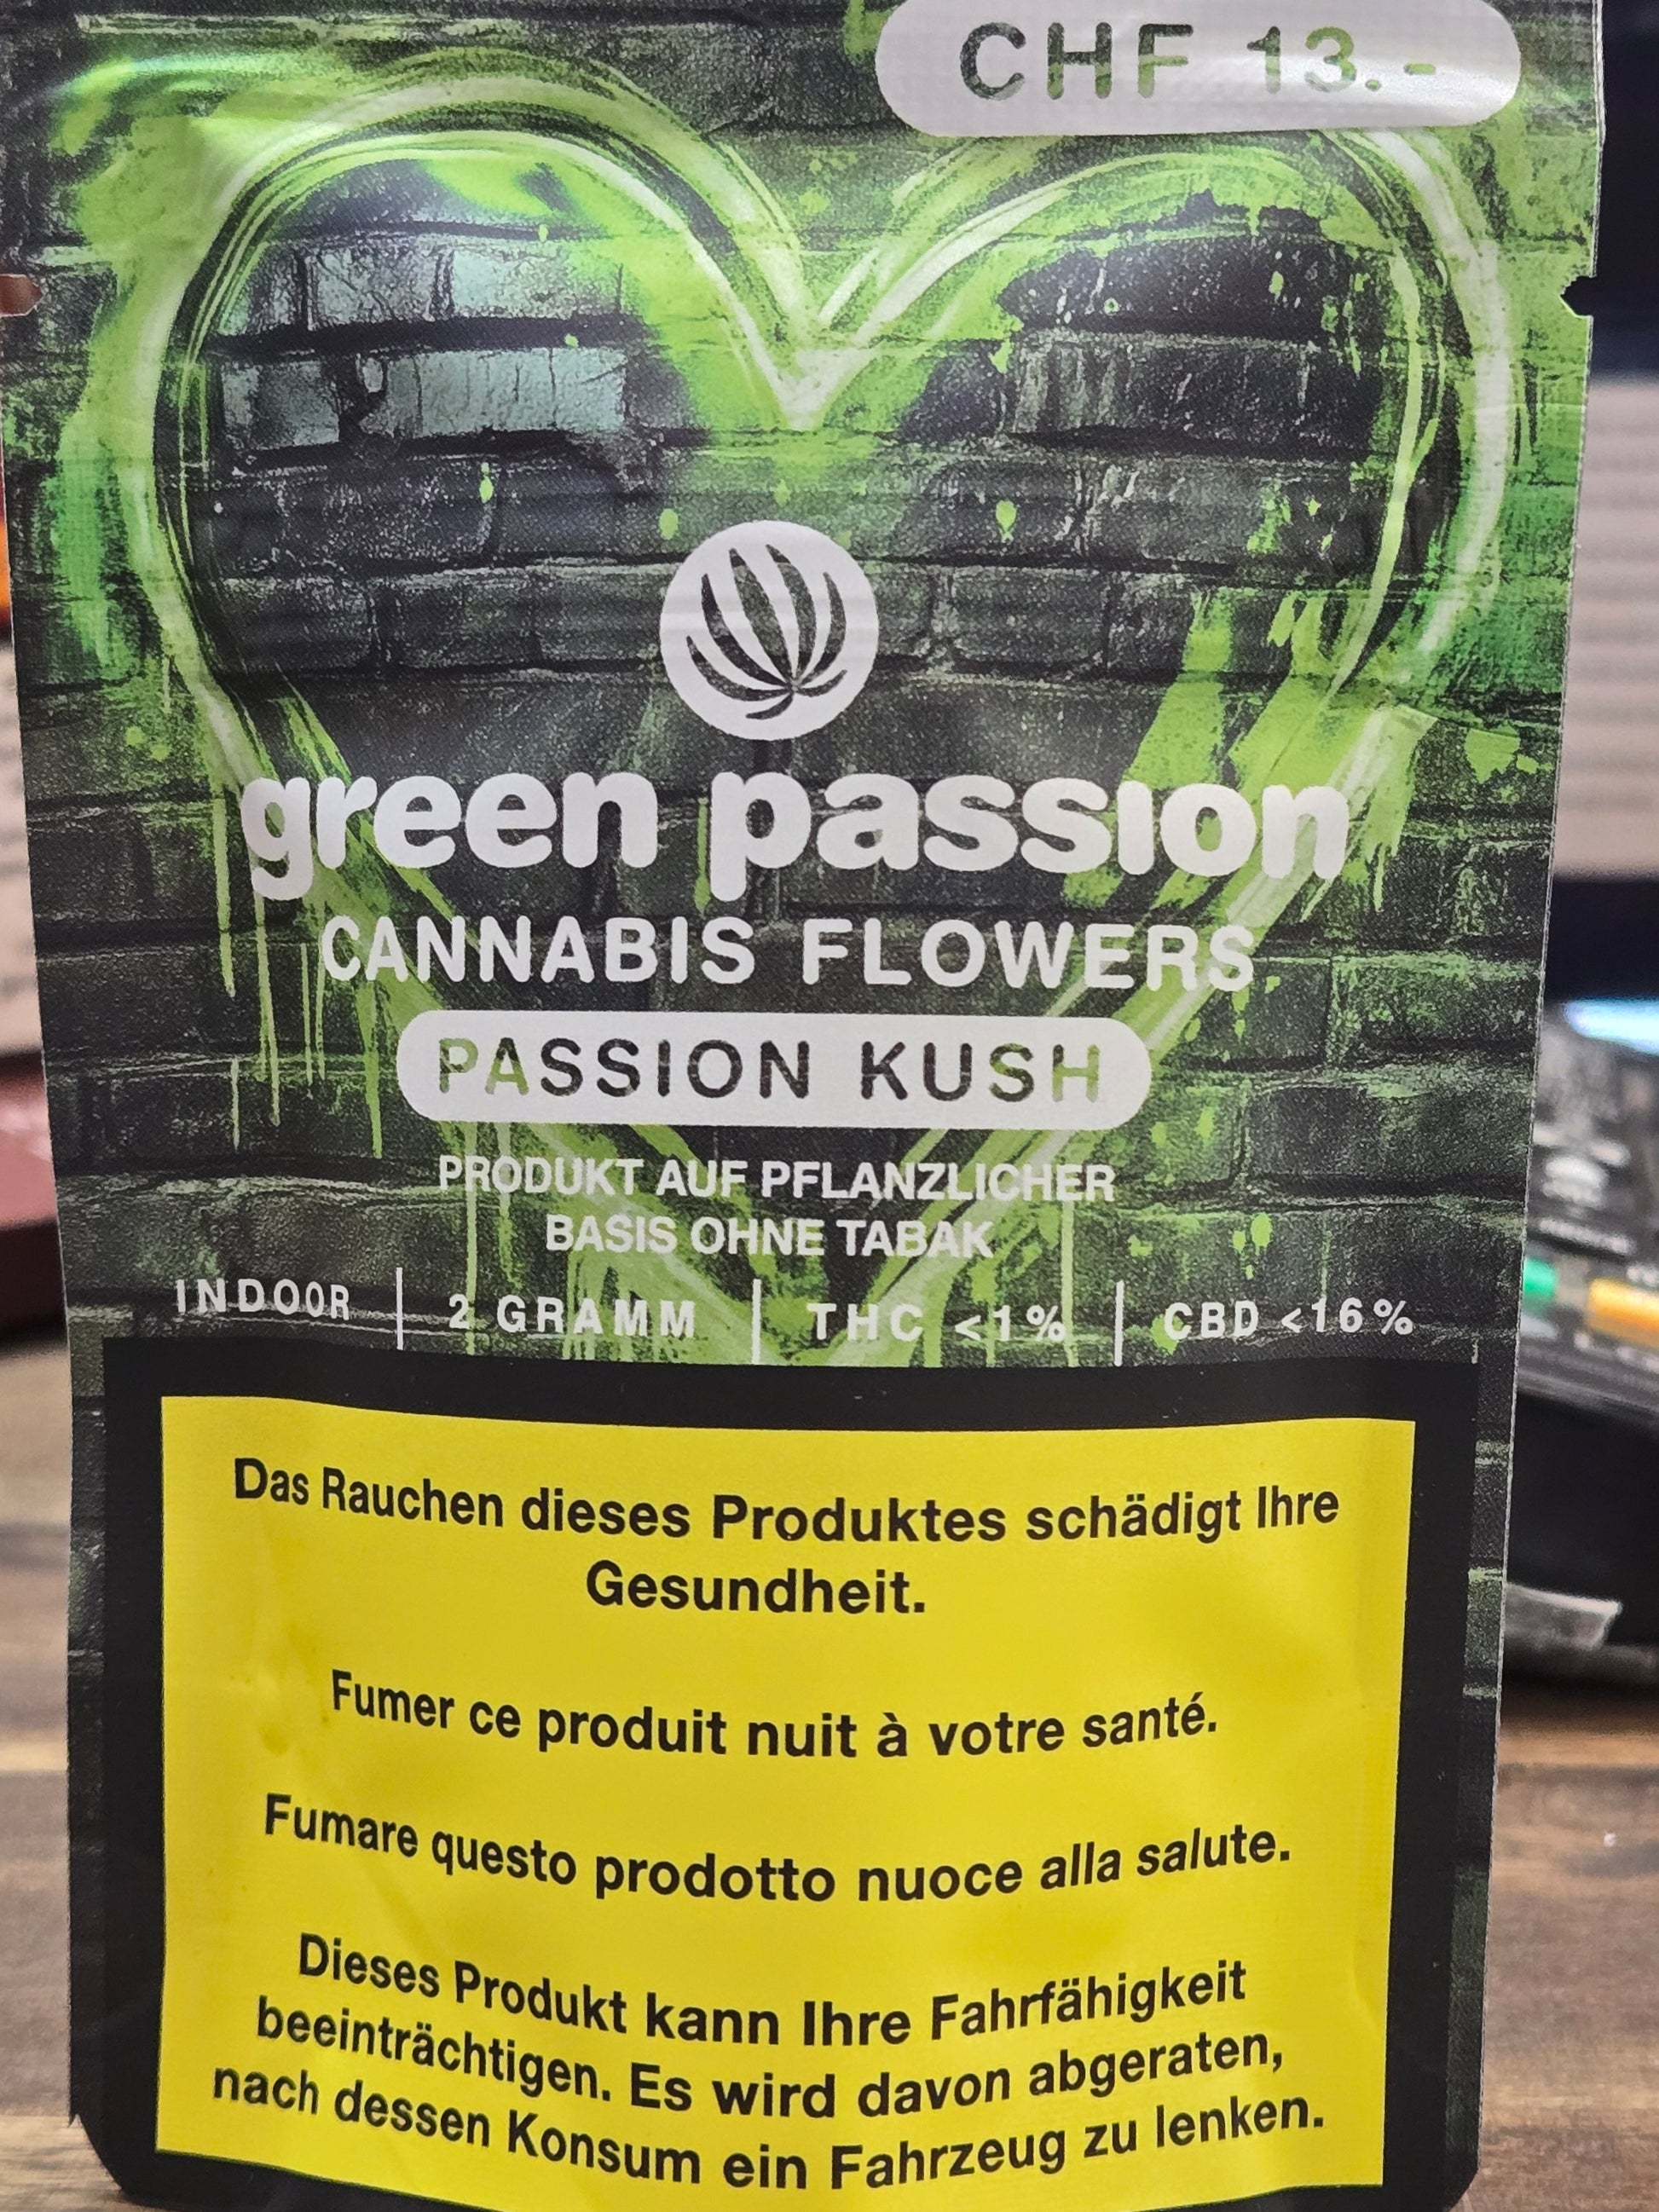 CHF 13.-
green passion
CANNABIS FLOWERS
PASSION KUSH
PRODUKT AUF PFLANZLICHER
BASIS OHNE TABAK
INDOOR | 2 GRAMM | THC <1% | CBD <16%
Das Rauchen dieses Produktes schädigt Ihre
Gesundheit.
Fumer ce produit nuit à votre santé.
Fumare questo prodotto nuoce alla salute.
Dieses Produkt kann Ihre Fahrfähigkeit
beeinträchtigen. Es wird davon abgeraten,
nach dessen Konsum ein Fahrzeug zu lenken.